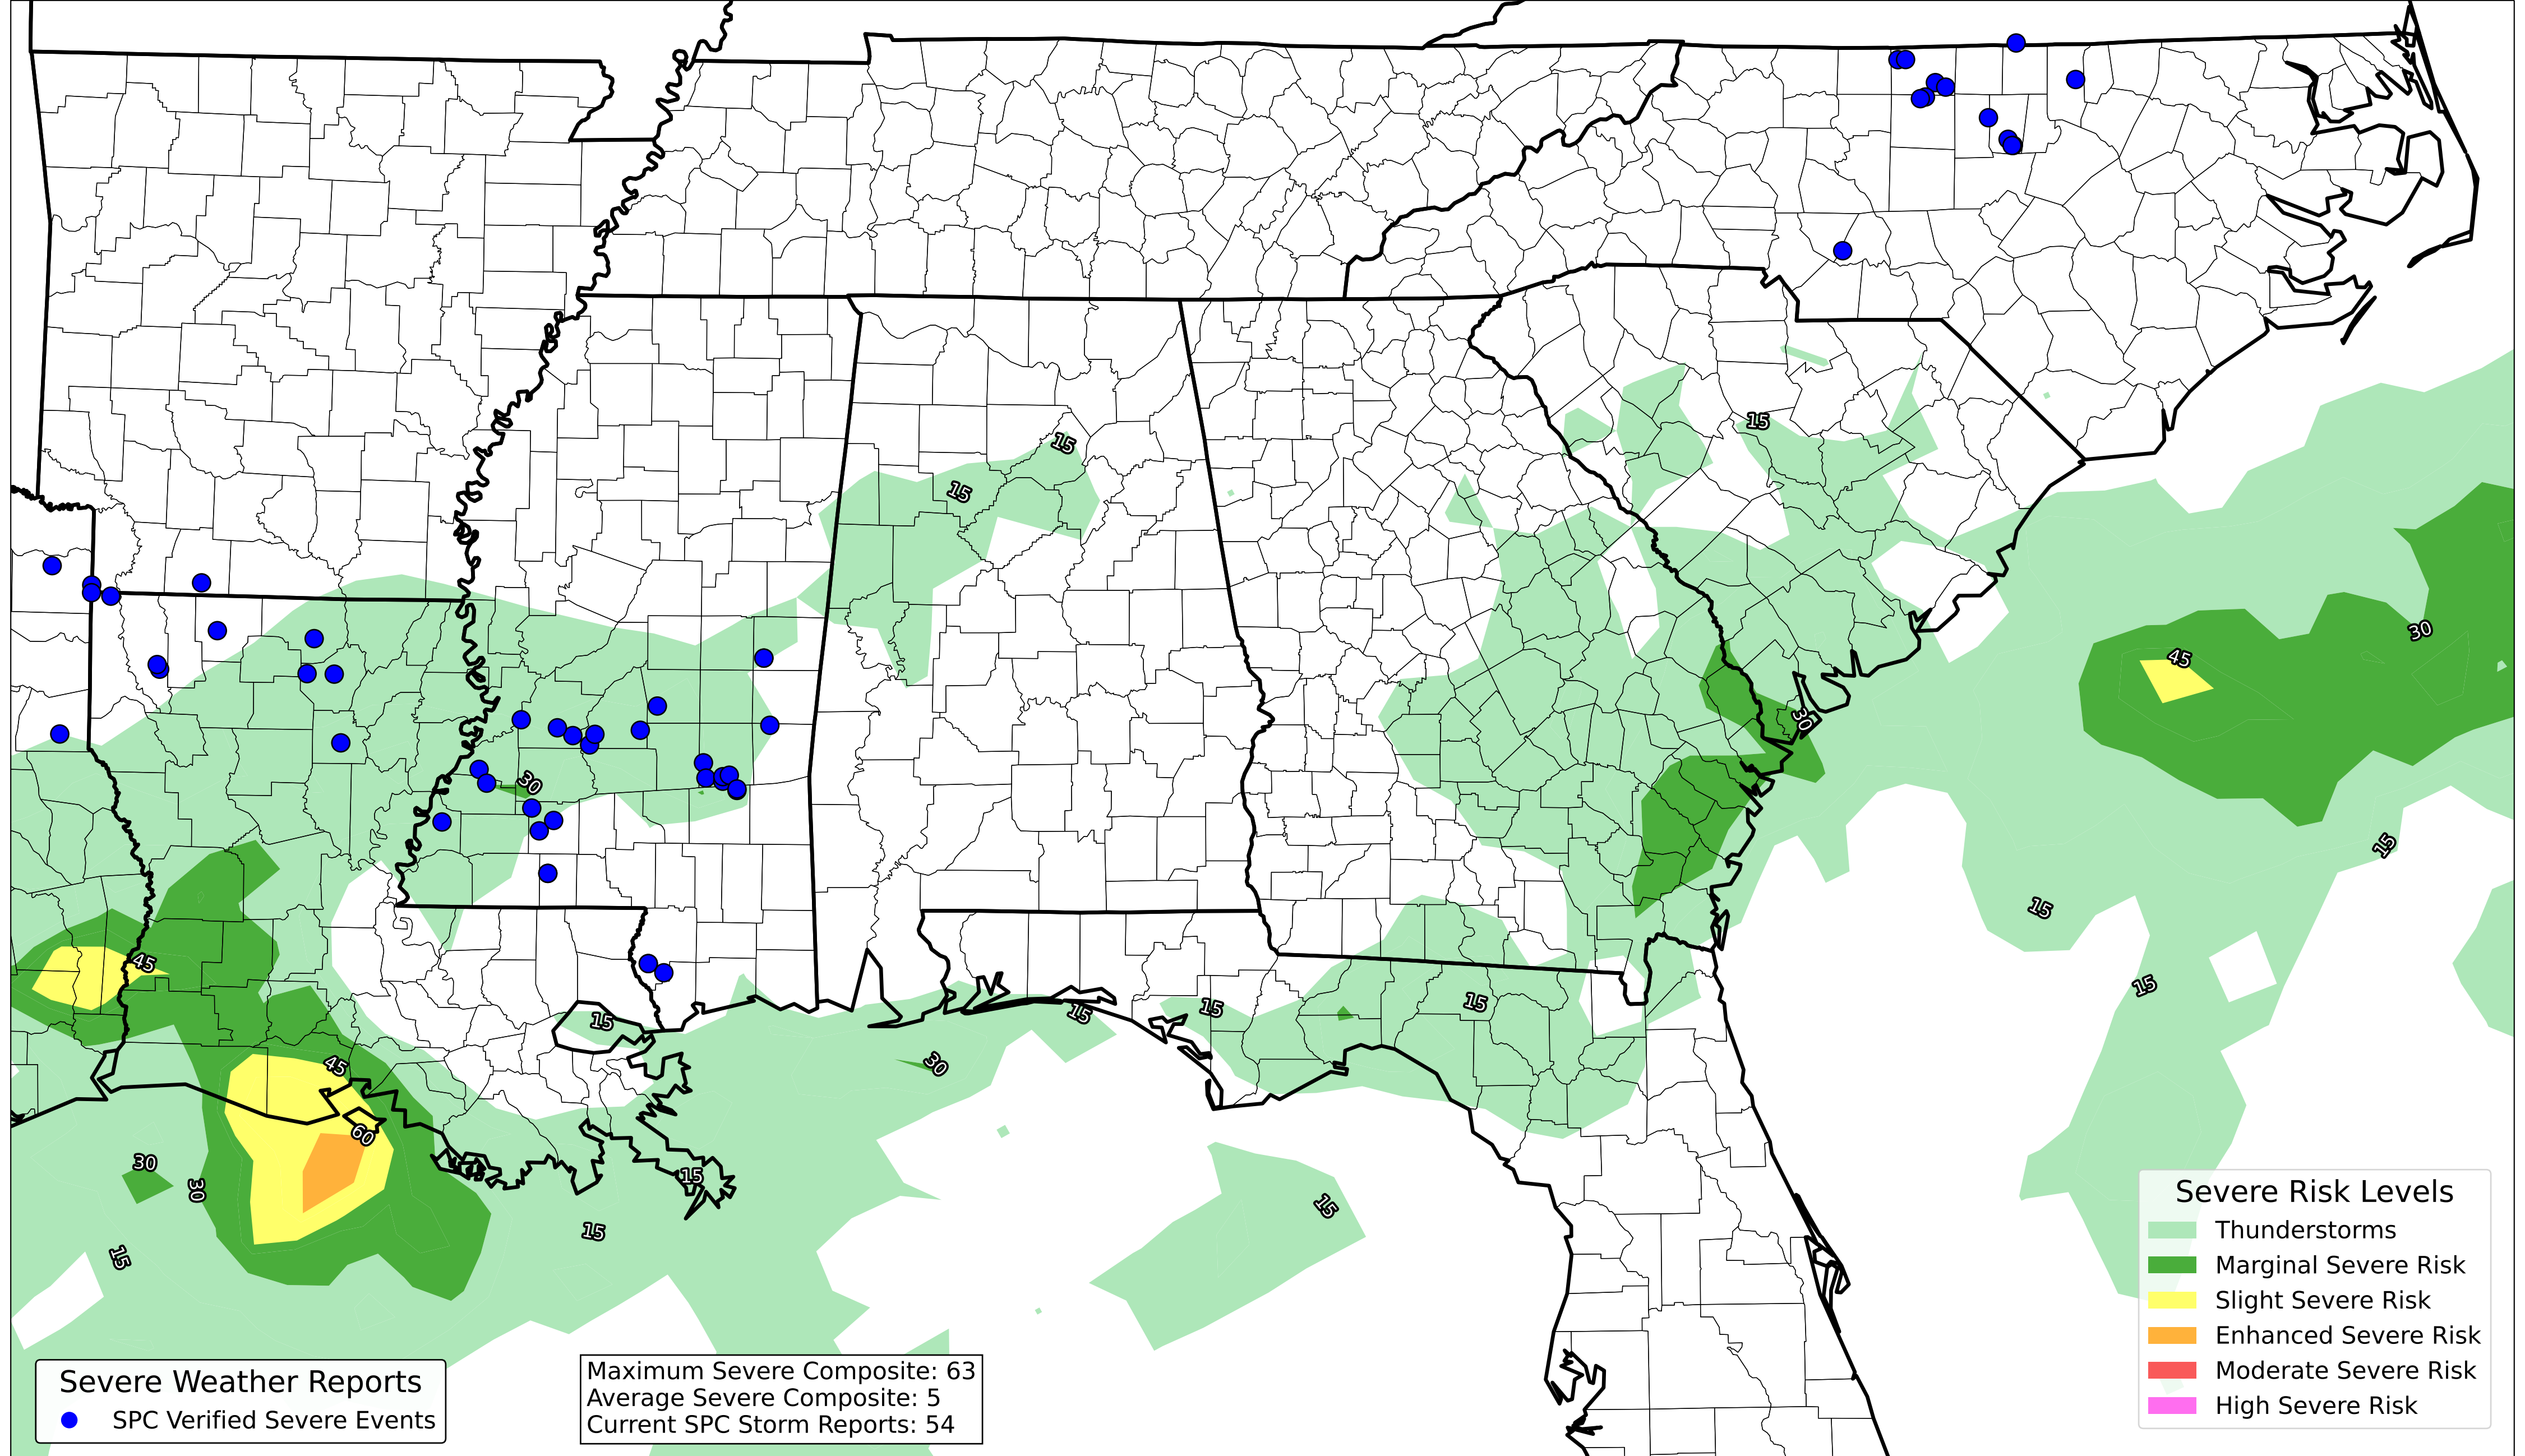 15
15
15
30
30
45
30
15
45
15
15
15
15
15
15
30
45
60
30
30
15
15
15
15
Severe Risk Levels
Thunderstorms
Marginal Severe Risk
Slight Severe Risk
Enhanced Severe Risk
Moderate Severe Risk
High Severe Risk
Severe Weather Reports
SPC Verified Severe Events
Maximum Severe Composite: 63
Average Severe Composite: 5
Current SPC Storm Reports: 54